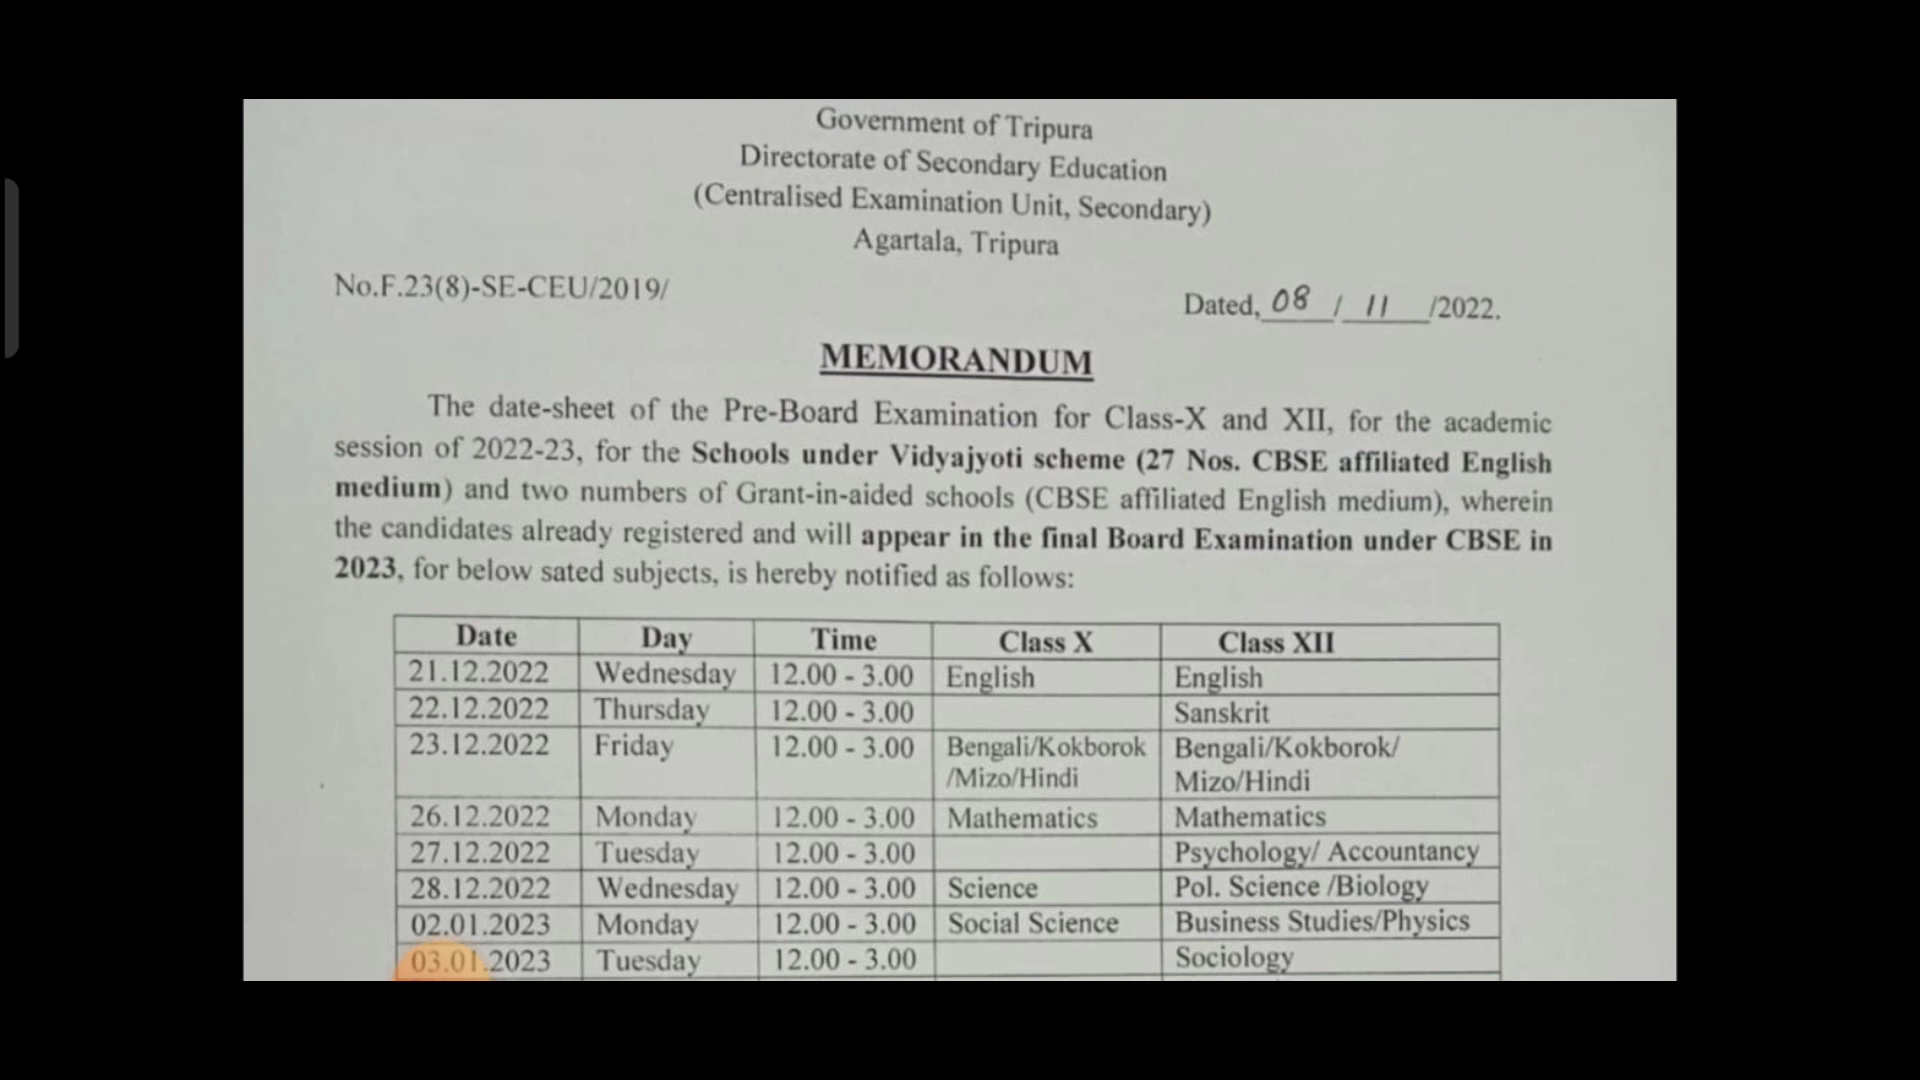 Government of Tripura
Directorate of Secondary Education
(Centralised Examination Unit, Secondary)
Agartala, Tripura
No.F.23(8)-SE-CEU/2019/
Dated, 08 / 11 /2022.
MEMORANDUM
The date-sheet of the Pre-Board Examination for Class-X and XII, for the academic
session of 2022-23, for the Schools under Vidyajyoti scheme (27 Nos. CBSE affiliated English
medium) and two numbers of Grant-in-aided schools (CBSE affiliated English medium), wherein
the candidates already registered and will appear in the final Board Examination under CBSE in
2023, for below sated subjects, is hereby notified as follows:
Date Day Time Class X Class XII
21.12.2022 Wednesday 12.00 - 3.00 English English
22.12.2022 Thursday 12.00 - 3.00 Sanskrit
23.12.2022 Friday 12.00 - 3.00 Bengali/Kokborok Bengali/Kokborok/
/Mizo/Hindi Mizo/Hindi
26.12.2022 Monday 12.00 - 3.00 Mathematics Mathematics
27.12.2022 Tuesday 12.00 - 3.00 Psychology/ Accountancy
28.12.2022 Wednesday 12.00 - 3.00 Science Pol. Science /Biology
02.01.2023 Monday 12.00 - 3.00 Social Science Business Studies/Physics
03.01.2023 Tuesday 12.00 - 3.00 Sociology